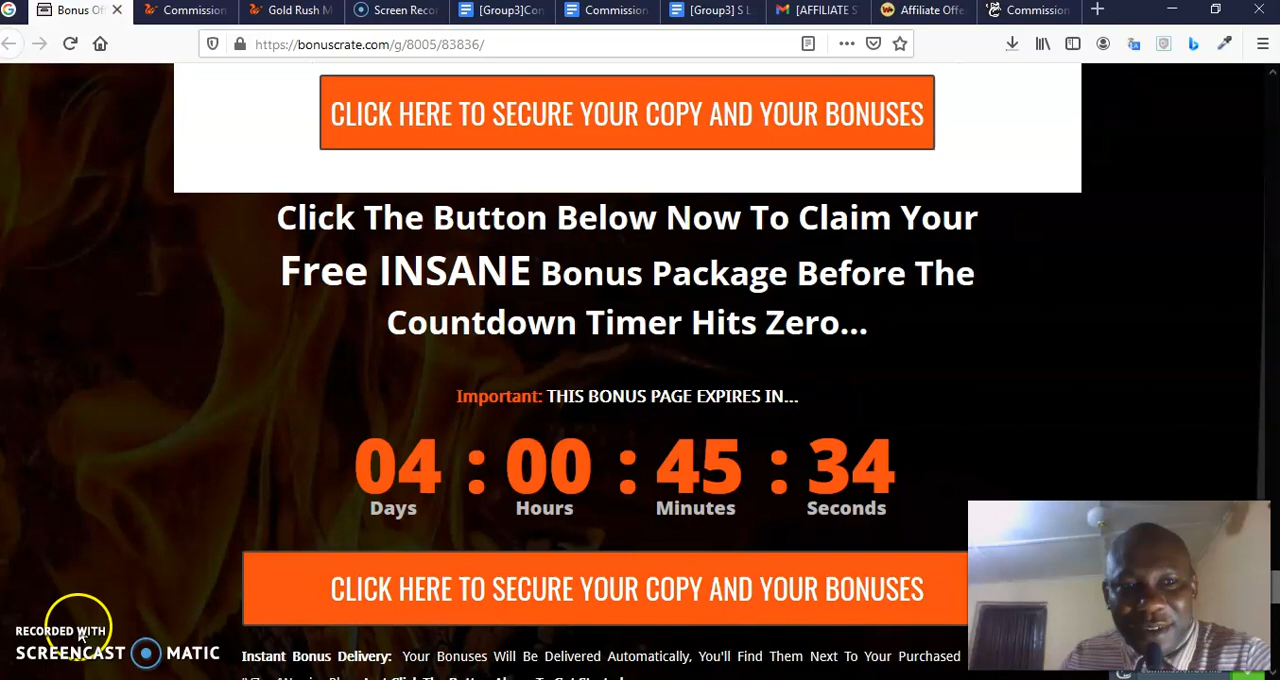 Bonus Of
Commission
Gold Rush M
Screen Reco
[Group3]Con
Commission
[Group3] S L
[AFFILIATE S
Affiliate Offe
Commission
https://bonuscrate.com/g/8005/83836/
CLICK HERE TO SECURE YOUR COPY AND YOUR BONUSES
Click The Button Below Now To Claim Your
Free INSANE Bonus Package Before The
Countdown Timer Hits Zero...
Important: THIS BONUS PAGE EXPIRES IN...
04 : 00 : 45 : 34
Days Hours Minutes Seconds
CLICK HERE TO SECURE YOUR COPY AND YOUR BONUSES
RECORDED WITH
SCREENCAST MATIC
Instant Bonus Delivery: Your Bonuses Will Be Delivered Automatically, You'll Find Them Next To Your Purchased